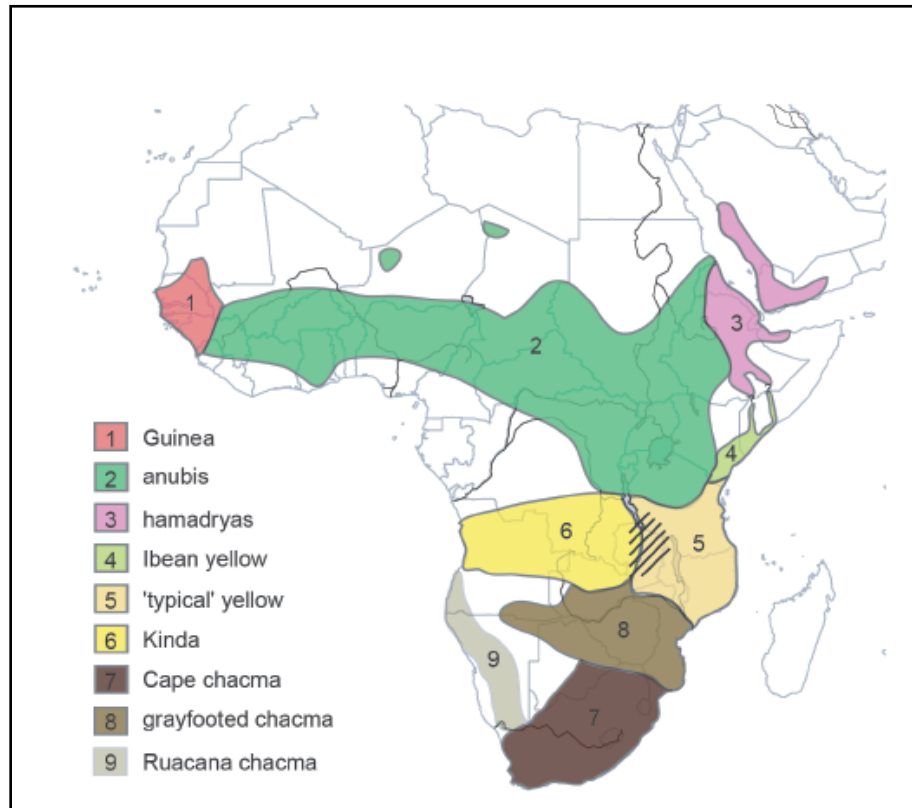 1
2
3
4
5
6
7
8
9
1 Guinea
2 anubis
3 hamadryas
4 Ibean yellow
5 'typical' yellow
6 Kinda
7 Cape chacma
8 grayfooted chacma
9 Ruacana chacma